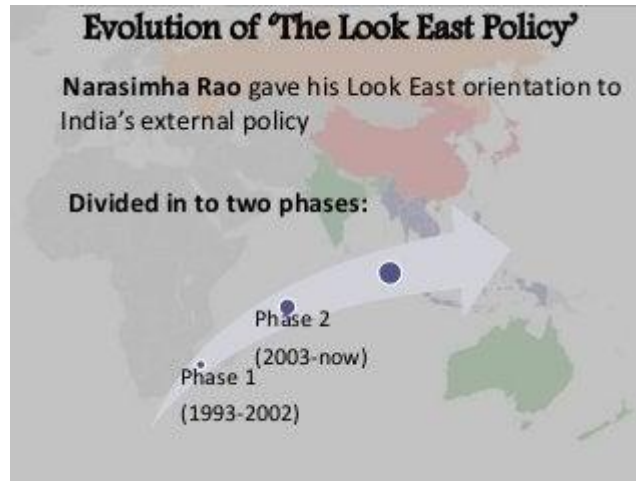 Evolution of ‘The Look East Policy’
Narasimha Rao gave his Look East orientation to
India’s external policy
Divided in to two phases:
Phase 2
(2003-now)
Phase 1
(1993-2002)